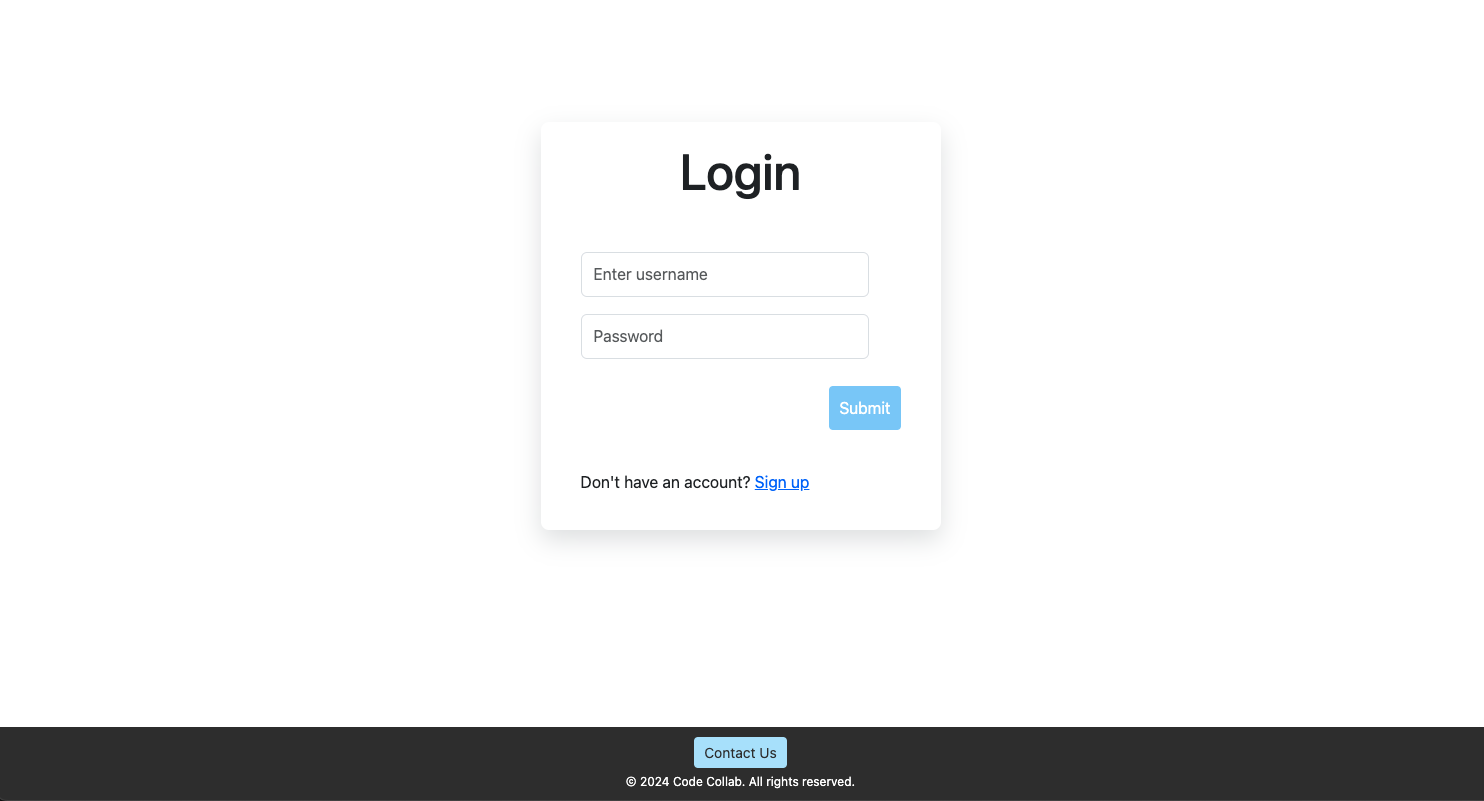 Login
Enter username
Password
Submit
Don't have an account? Sign up
Contact Us
© 2024 Code Collab. All rights reserved.